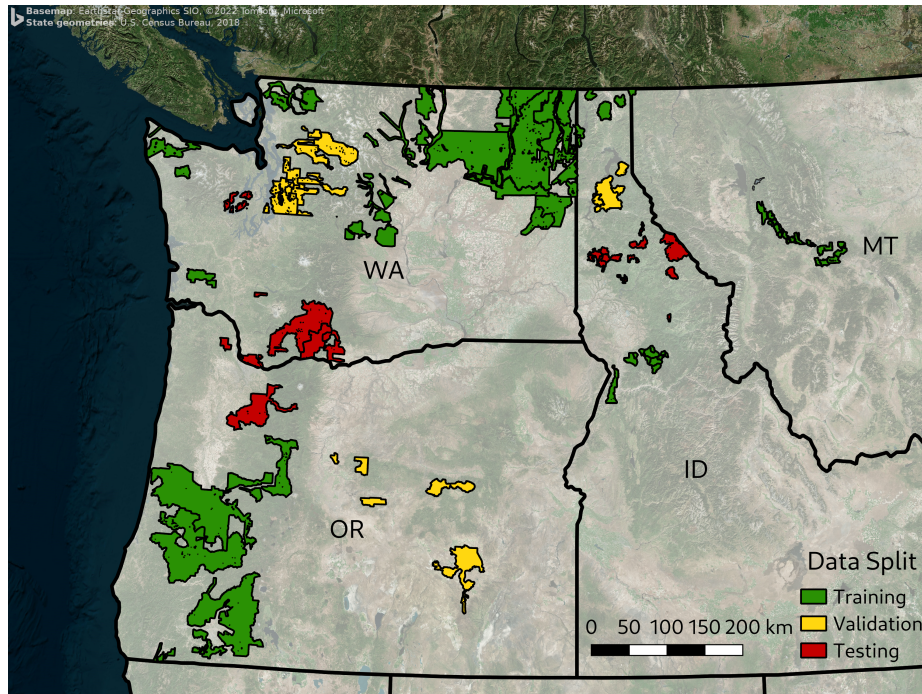 Basemap: Earthstar Geographics SIO, ©2022 TomTom, Microsoft
State geometries: U.S. Census Bureau, 2018
WA
MT
ID
OR
Data Split
Training
Validation
Testing
0 50 100 150 200 km